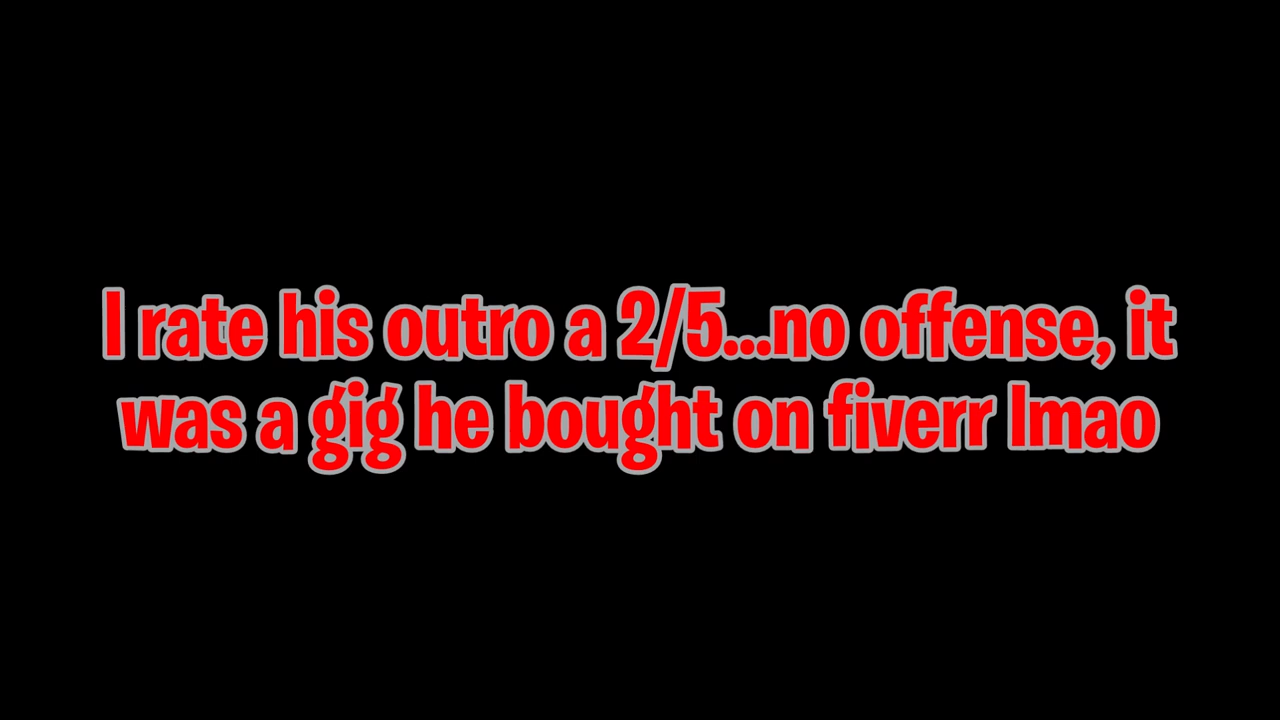 I rate his outro a 2/5...no offense, it
was a gig he bought on fiverr lmao